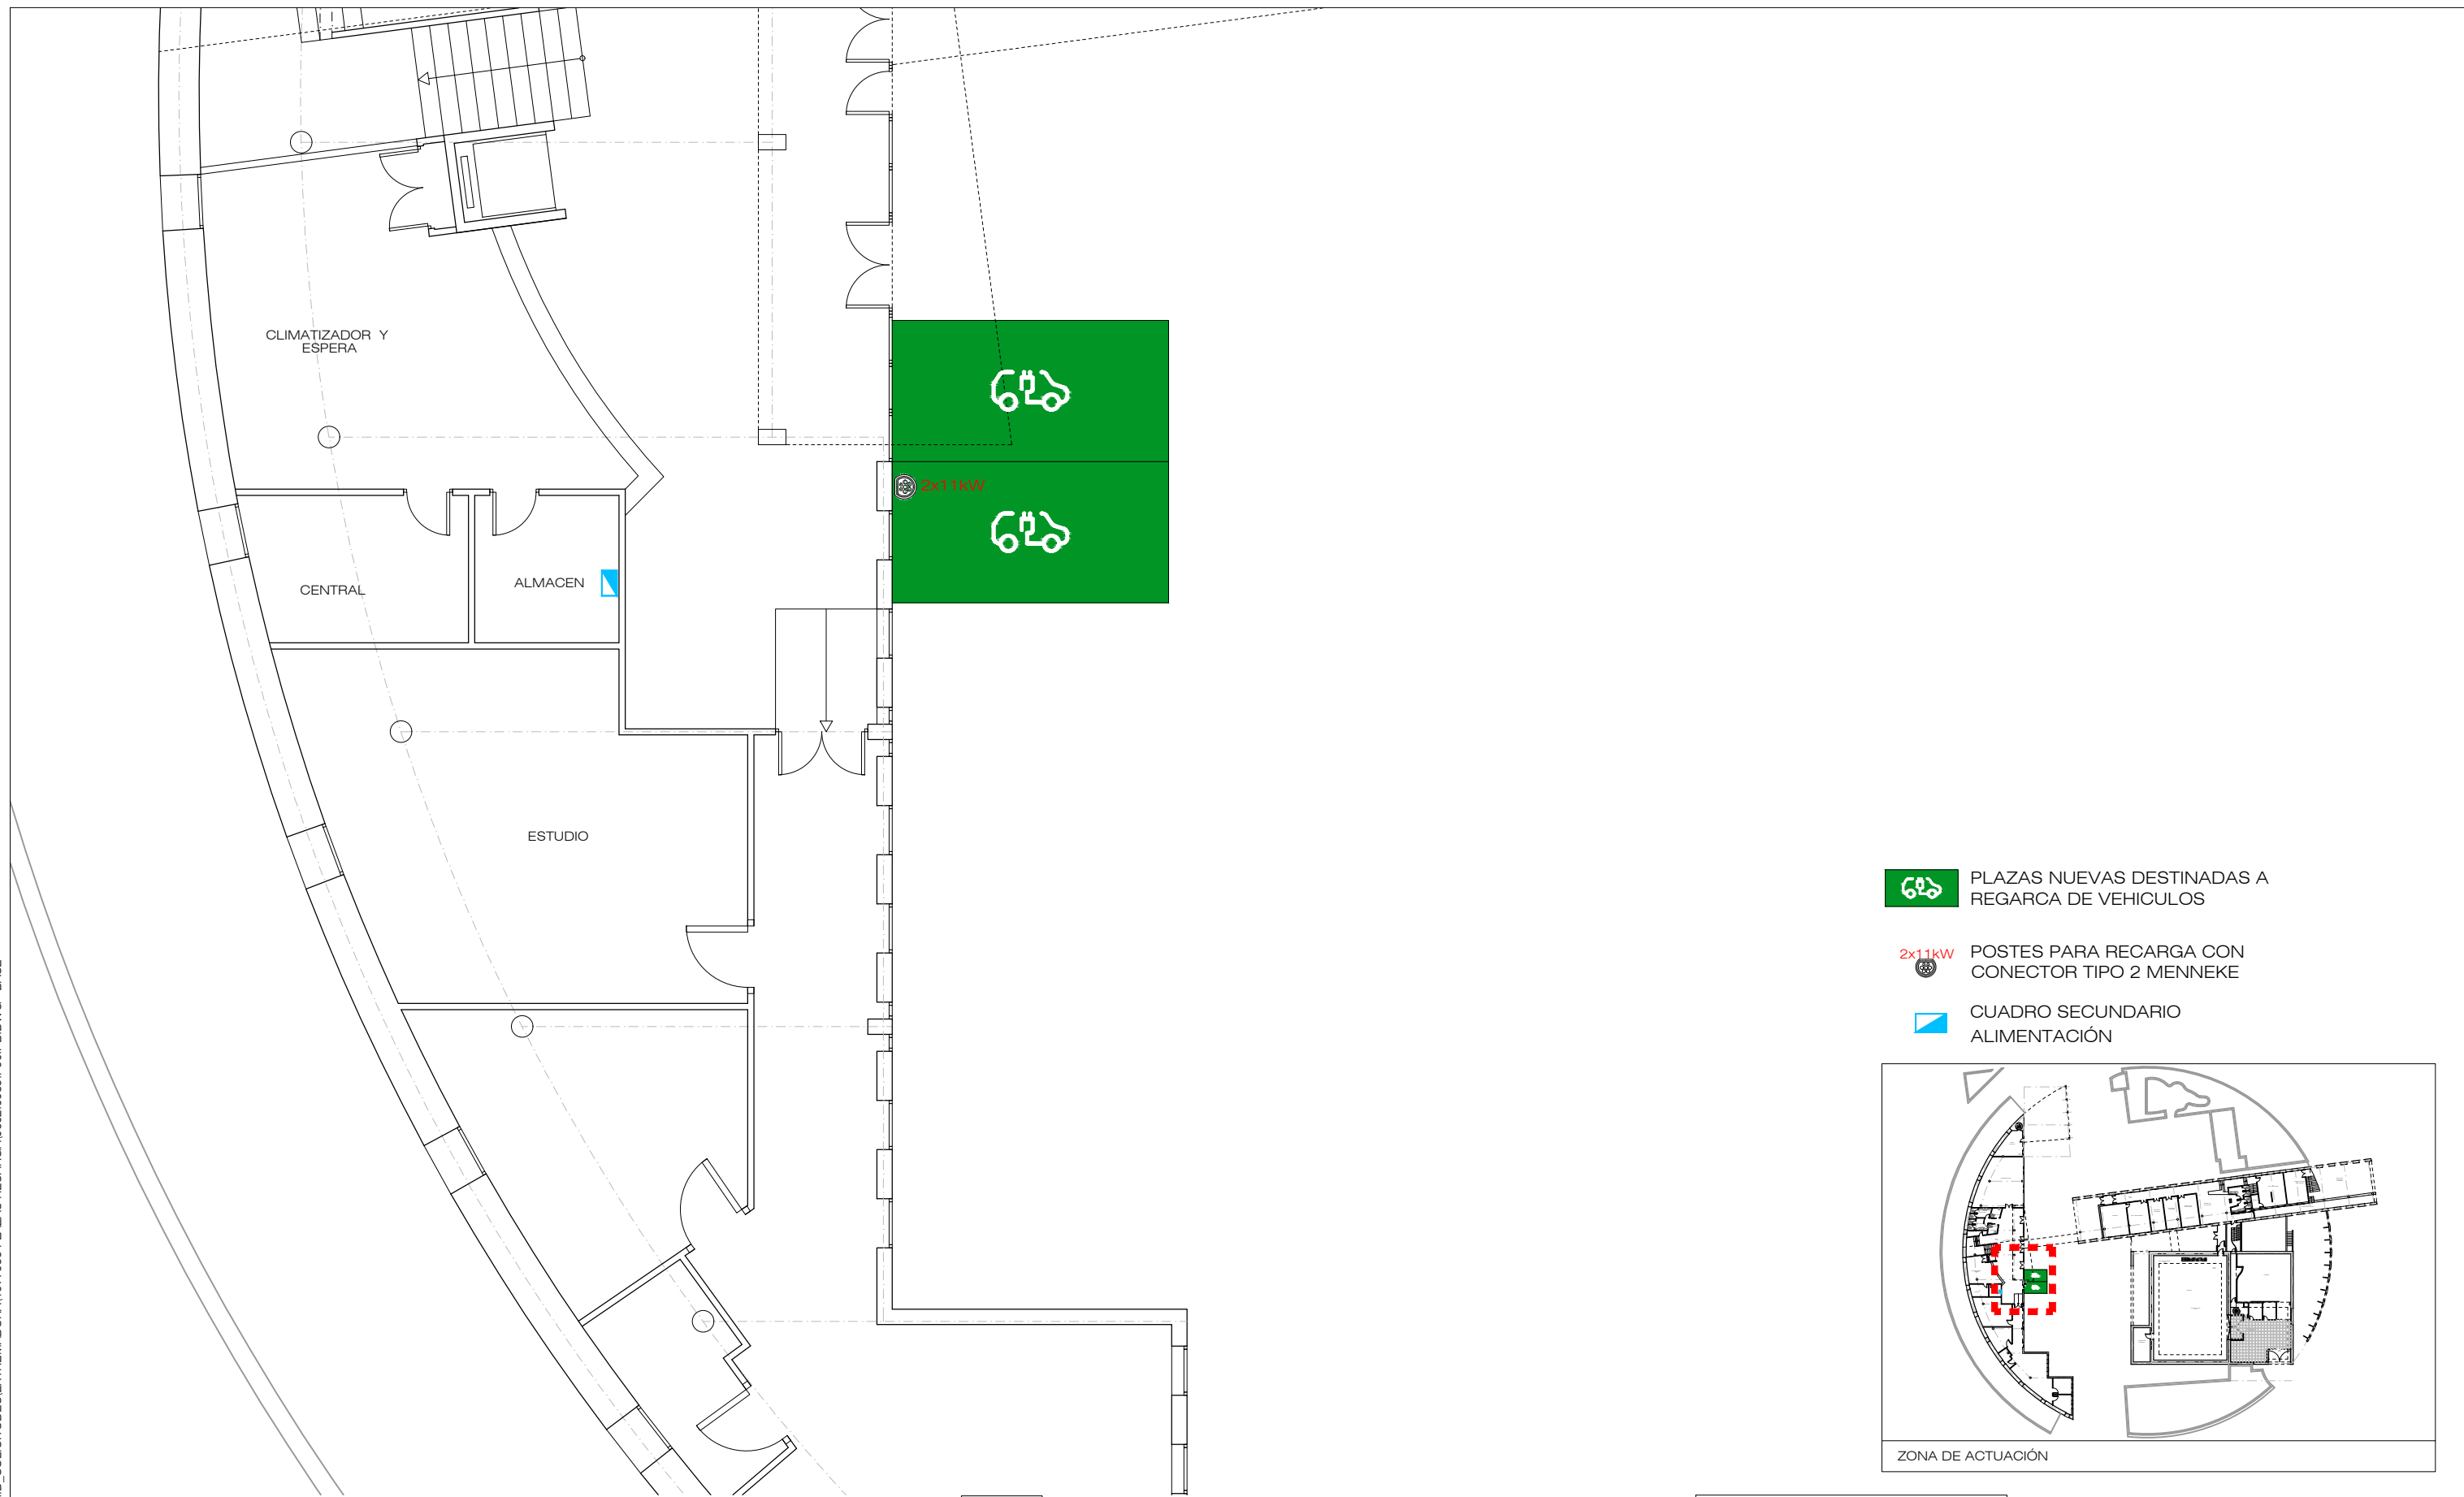 CLIMATIZADOR Y
ESPERA
2x11kW
CENTRAL
ALMACEN
ESTUDIO
PLAZAS NUEVAS DESTINADAS A
REGARCA DE VEHICULOS
2x11kW
POSTES PARA RECARGA CON
CONECTOR TIPO 2 MENNEKE
CUADRO SECUNDARIO
ALIMENTACIÓN
ZONA DE ACTUACIÓN